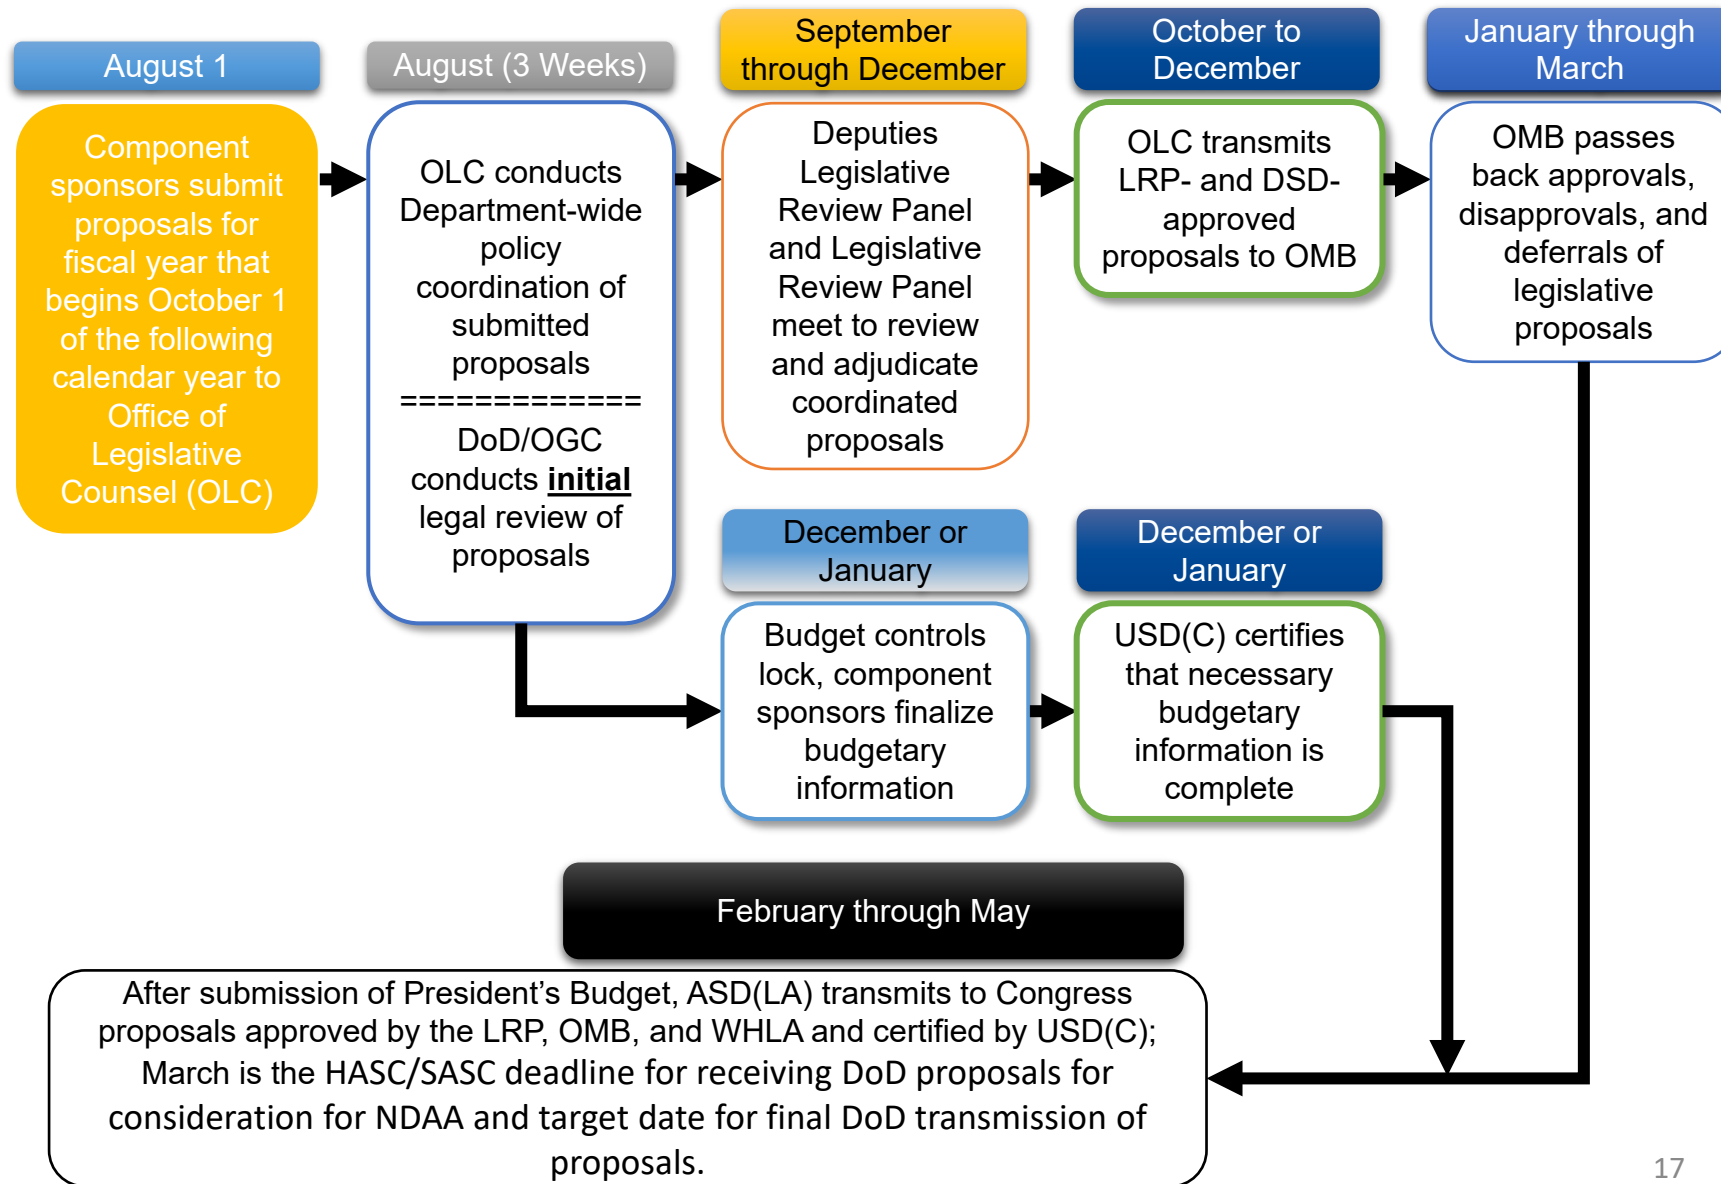 August 1
Component
sponsors submit
proposals for
fiscal year that
begins October 1
of the following
calendar year to
Office of
Legislative
Counsel (OLC)
August (3 Weeks)
OLC conducts
Department-wide
policy
coordination of
submitted
proposals
=============
DoD/OGC
conducts initial
legal review of
proposals
September
through December
Deputies
Legislative
Review Panel
and Legislative
Review Panel
meet to review
and adjudicate
coordinated
proposals
October to
December
OLC transmits
LRP- and DSD-
approved
proposals to OMB
January through
March
OMB passes
back approvals,
disapprovals, and
deferrals of
legislative
proposals
December or
January
Budget controls
lock, component
sponsors finalize
budgetary
information
December or
January
USD(C) certifies
that necessary
budgetary
information is
complete
February through May
After submission of President’s Budget, ASD(LA) transmits to Congress
proposals approved by the LRP, OMB, and WHLA and certified by USD(C);
March is the HASC/SASC deadline for receiving DoD proposals for
consideration for NDAA and target date for final DoD transmission of
proposals.
17